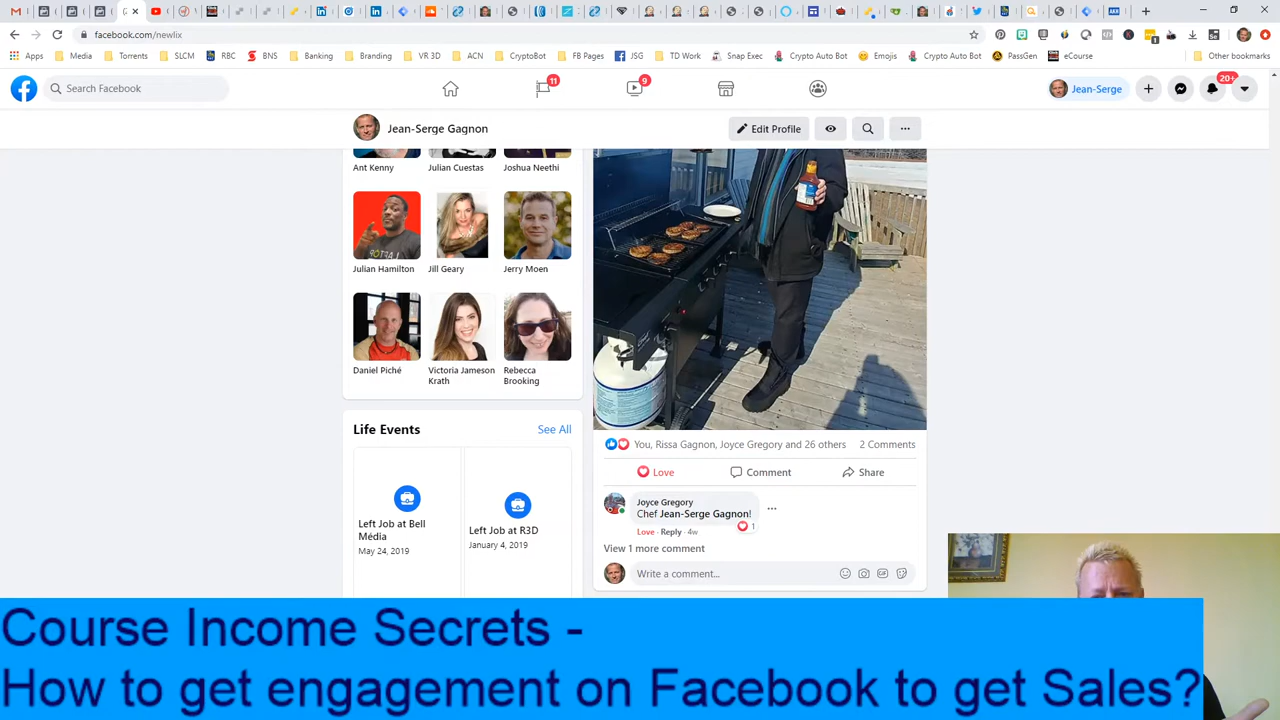 facebook.com/newlix
Apps Media Torrents SLCM RBC BNS Banking Branding VR 3D ACN CryptoBot FB Pages JSG TD Work Snap Exec Crypto Auto Bot Emojis Crypto Auto Bot PassGen eCourse Other bookmarks
Search Facebook
11
9
Jean-Serge
20+
Jean-Serge Gagnon
Edit Profile
Ant Kenny
Julian Cuestas
Joshua Neethi
Julian Hamilton
Jill Geary
Jerry Moen
Daniel Piché
Victoria Jameson
Krath
Rebecca
Brooking
Life Events
See All
Left Job at Bell
Média
May 24, 2019
Left Job at R3D
January 4, 2019
You, Rissa Gagnon, Joyce Gregory and 26 others
2 Comments
Love
Comment
Share
Joyce Gregory
Chef Jean-Serge Gagnon!
1
Love · Reply · 4w
View 1 more comment
Write a comment...
Course Income Secrets -
How to get engagement on Facebook to get Sales?